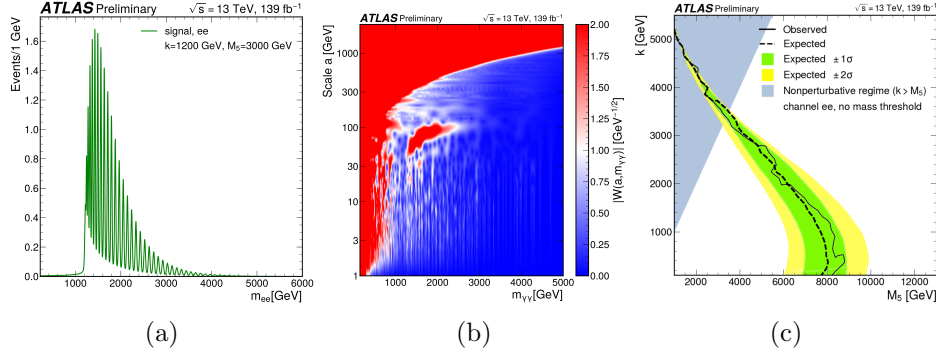 ATLAS Preliminary
√s = 13 TeV, 139 fb⁻¹
Events/1 GeV
signal, ee
k=1200 GeV, M₅=3000 GeV
1.6
1.4
1.2
1.0
0.8
0.6
0.4
0.2
0.0
1000 2000 3000 4000 5000 6000
m_ee[GeV]
(a)
ATLAS Preliminary
√s = 13 TeV, 139 fb⁻¹
Scale a [GeV]
1000
300
100
30
10
3
1
1000 2000 3000 4000 5000
m_γγ[GeV]
2.00
1.75
1.50
1.25
1.00
0.75
0.50
0.25
0.00
|W(a,m_γγ)| [GeV⁻¹/²]
(b)
ATLAS Preliminary
√s = 13 TeV, 139 fb⁻¹
k [GeV]
Observed
Expected
Expected ±1σ
Expected ±2σ
Nonperturbative regime (k > M₅)
channel ee, no mass threshold
5000
4000
3000
2000
1000
2000 4000 6000 8000 10000 12000
M₅ [GeV]
(c)